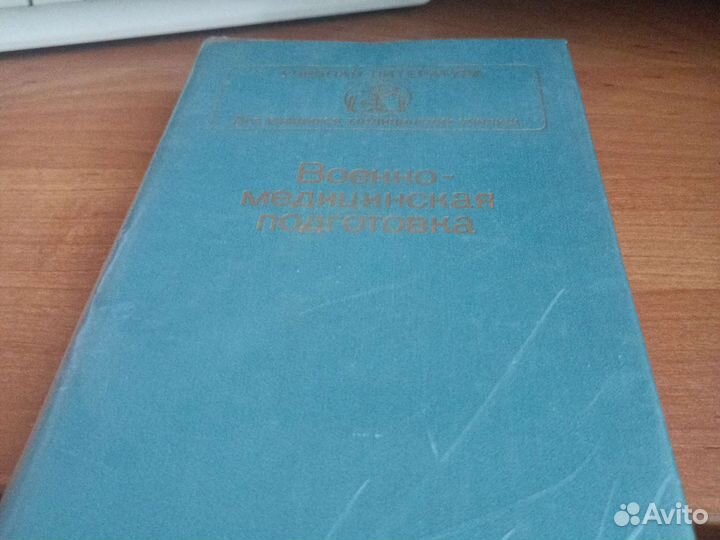 УЧЕБНАЯ ЛИТЕРАТУРА
Для учащихся медицинских училищ
Военно-
медицинская
подготовка
Avito